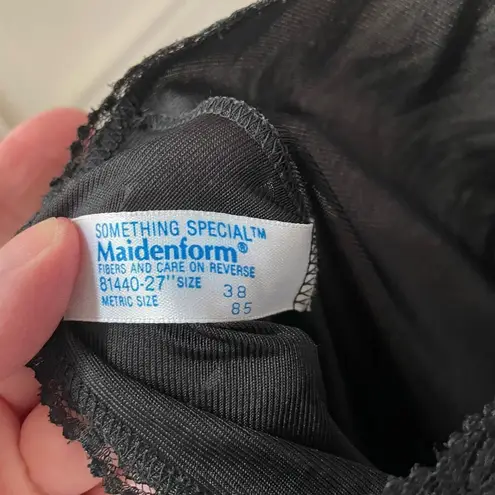 SOMETHING SPECIAL™
Maidenform®
FIBERS AND CARE ON REVERSE
81440-27" SIZE 38
METRIC SIZE 85